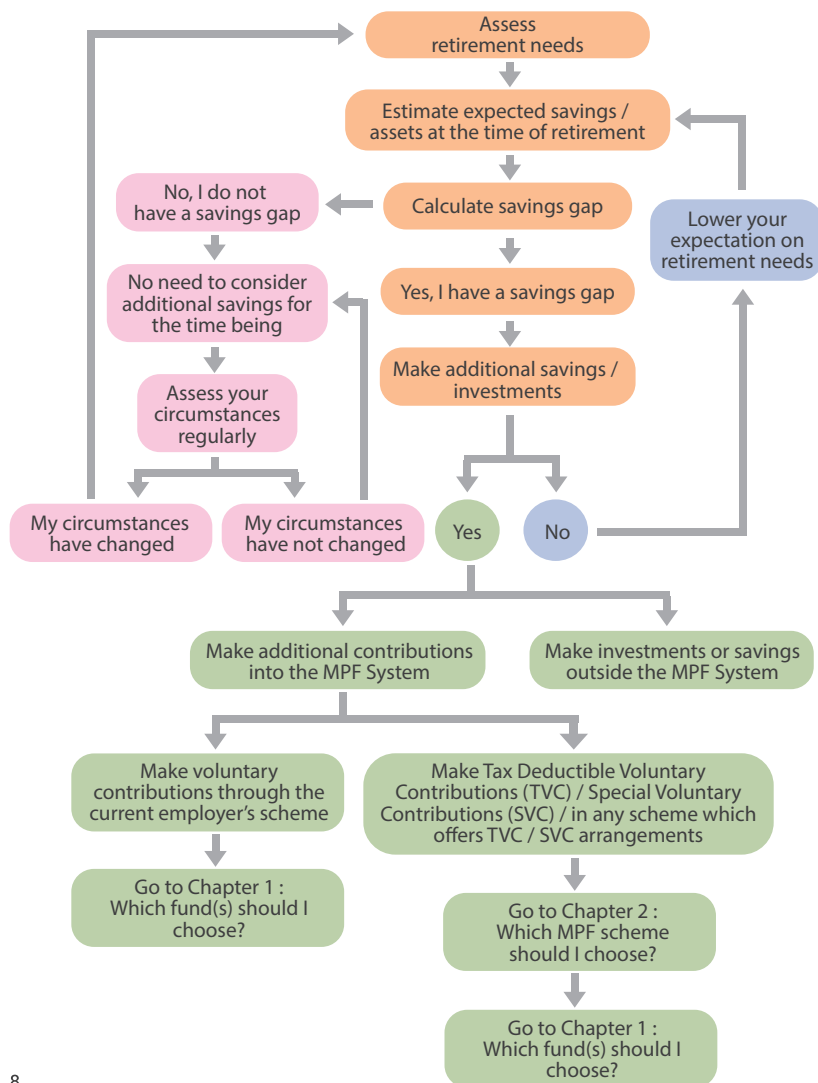 Assess
retirement needs
Estimate expected savings /
assets at the time of retirement
No, I do not
have a savings gap
Calculate savings gap
Lower your
expectation on
retirement needs
No need to consider
additional savings for
the time being
Yes, I have a savings gap
Make additional savings /
investments
Assess your
circumstances
regularly
My circumstances
have changed
My circumstances
have not changed
Yes
No
Make additional contributions
into the MPF System
Make investments or savings
outside the MPF System
Make voluntary
contributions through the
current employer's scheme
Make Tax Deductible Voluntary
Contributions (TVC) / Special Voluntary
Contributions (SVC) / in any scheme which
offers TVC / SVC arrangements
Go to Chapter 1 :
Which fund(s) should I
choose?
Go to Chapter 2 :
Which MPF scheme
should I choose?
Go to Chapter 1 :
Which fund(s) should I
choose?
8